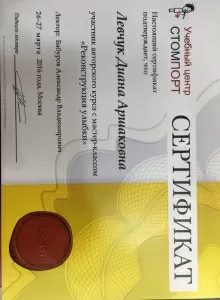 Учебный центр
СТОМПОРТ
СЕРТИФИКАТ
Настоящий сертификат
подтверждает, что
Левчук Диана Аршаковна
участник авторского курса с мастер-классом
«Реконструкция улыбки»
Лектор: Бабуров Александр Владимирович
26-27 марта 2016 года, Москва
Подпись лектора